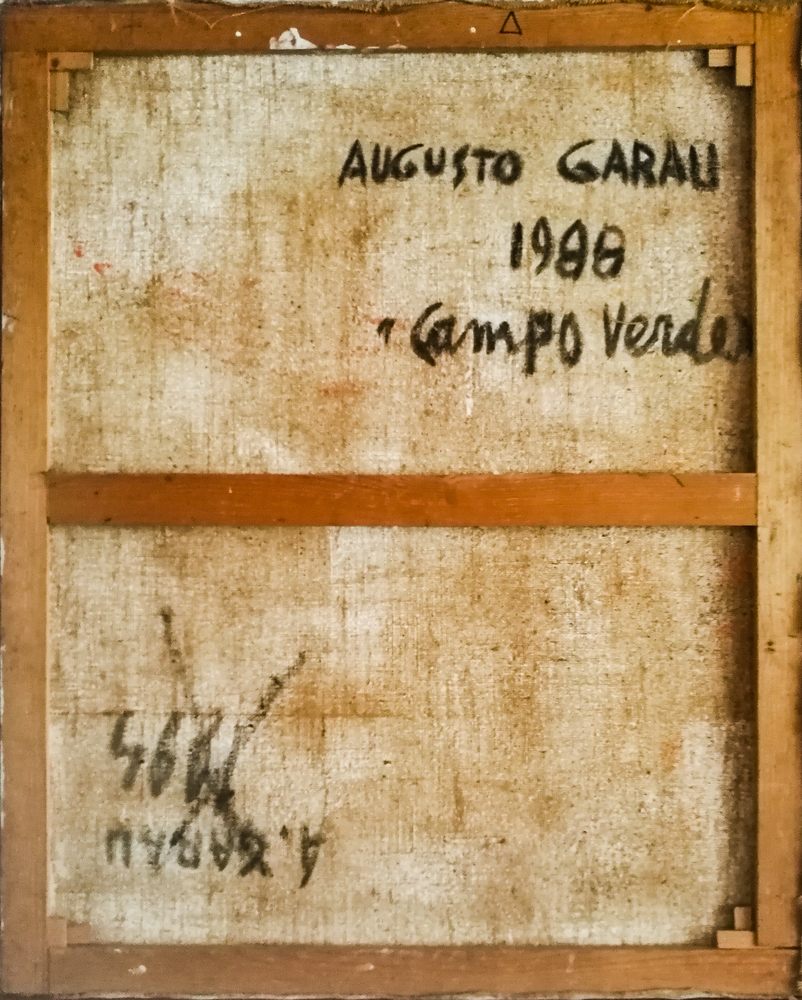 AUGUSTO GARAU
1988
"Campo Verde"
A. GARAU